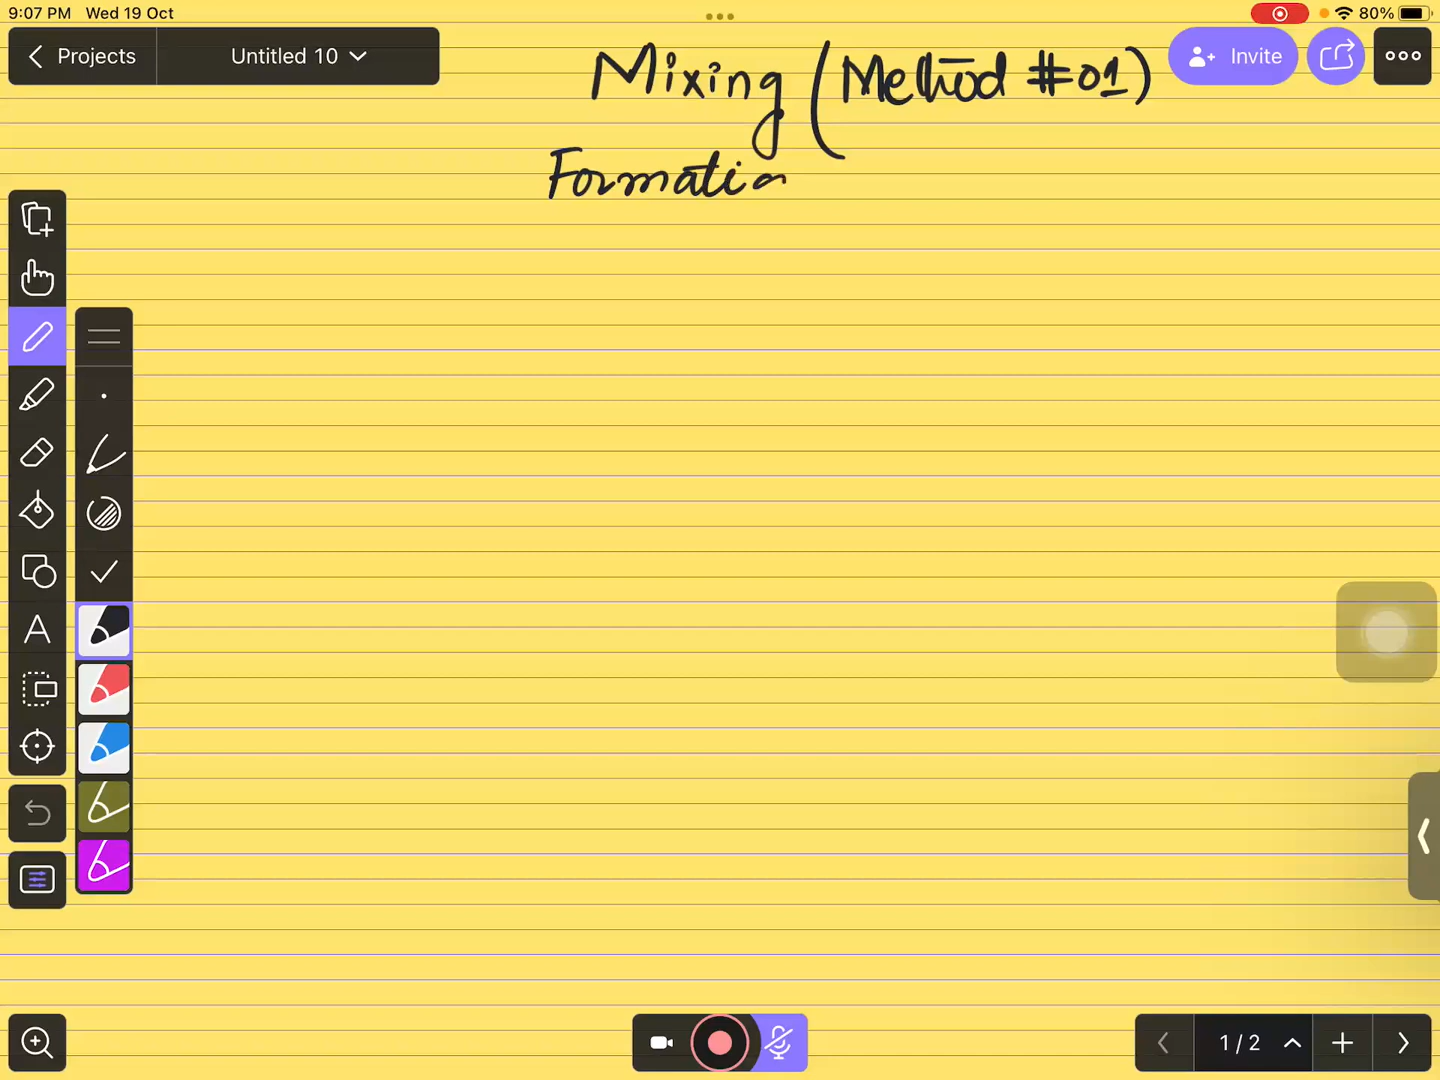 9:07 PM Wed 19 Oct
80%
Projects
Untitled 10
Mixing (Method #01)
Invite
Formatio
A
1 / 2